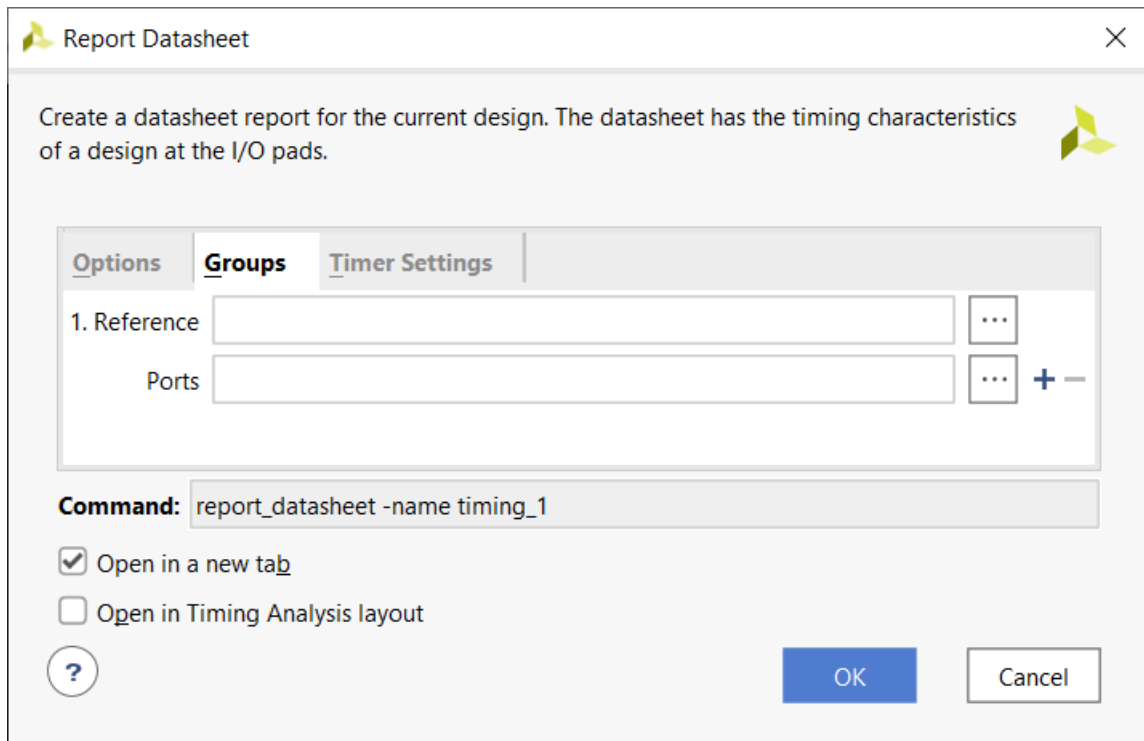 Report Datasheet
Create a datasheet report for the current design. The datasheet has the timing characteristics
of a design at the I/O pads.
Options Groups Timer Settings
1. Reference ...
Ports ... + −
Command: report_datasheet -name timing_1
Open in a new tab
Open in Timing Analysis layout
? OK Cancel